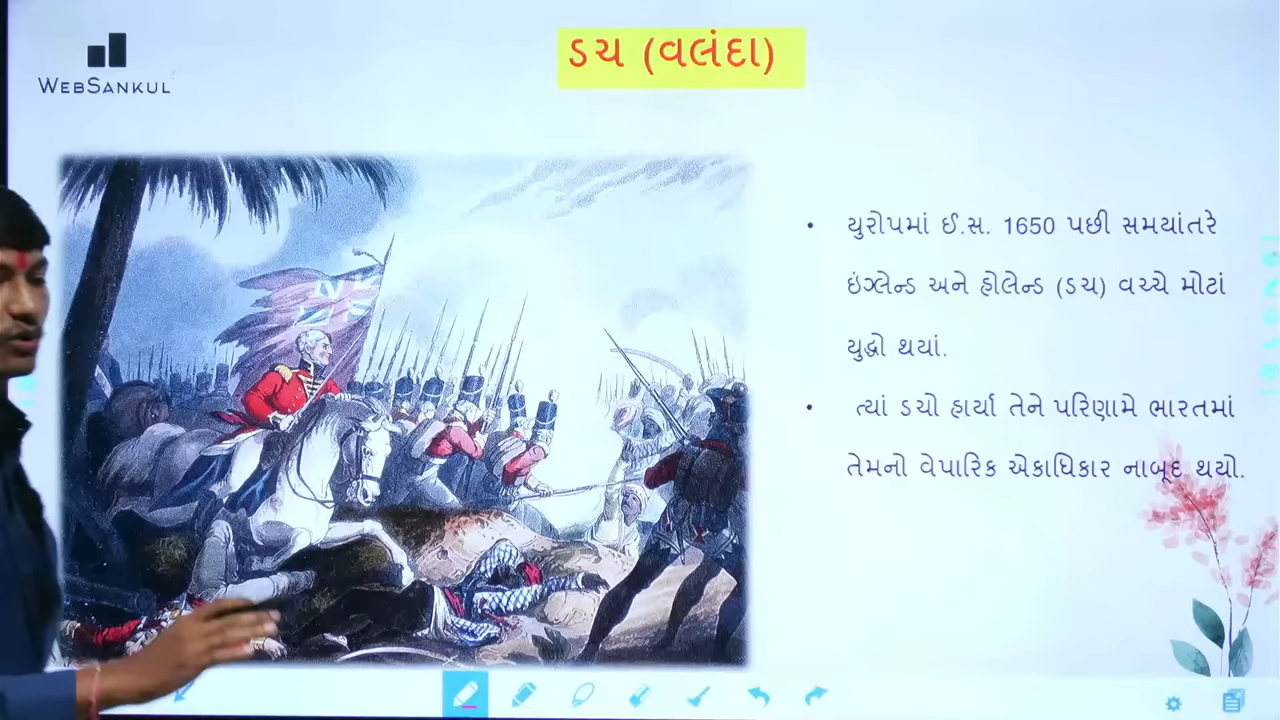 WEBSANKUL
ડચ (વલંદા)
• યુરોપમાં ઈ.સ. 1650 પછી સમયાંતરે
ઇંગ્લેન્ડ અને હોલેન્ડ (ડચ) વચ્ચે મોટાં
યુદ્ધો થયાં.
• ત્યાં ડચો હાર્યા તેને પરિણામે ભારતમાં
તેમનો વેપારિક એકાધિકાર નાબૂદ થયો.